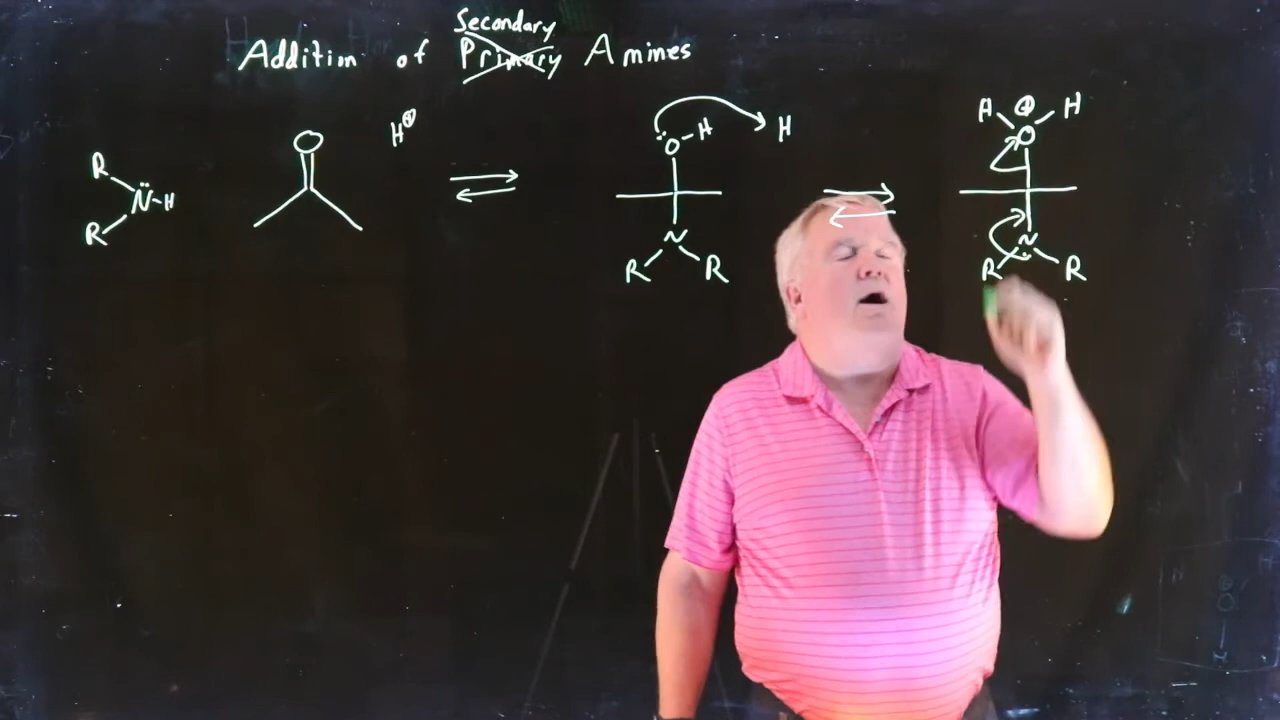 Secondary
Addition of Primary Amines
R
N-H
R
O
H⊕
O-H
H
N
R R
H ⊕ H
O
N
R R